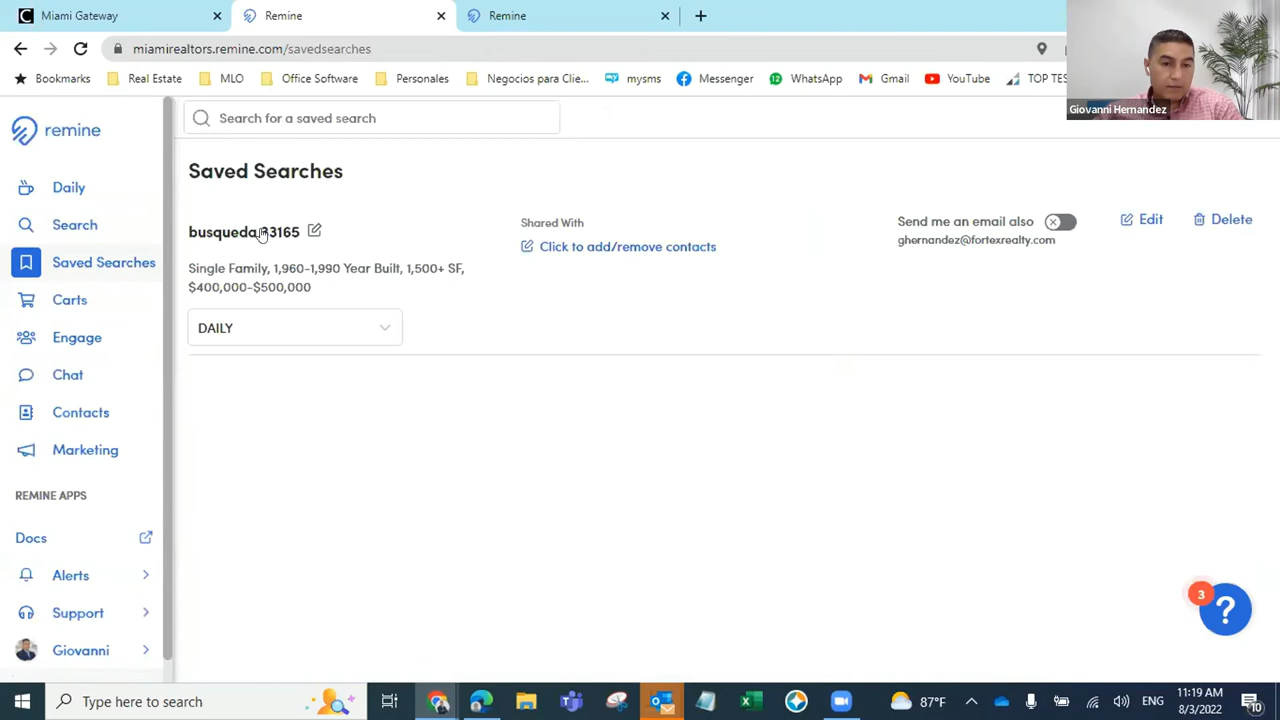 Miami Gateway
Remine
Remine
miamirealtors.remine.com/savedsearches
Bookmarks
Real Estate
MLO
Office Software
Personales
Negocios para Clie...
mysms
Messenger
WhatsApp
Gmail
YouTube
TOP TES
Giovanni Hernandez
remine
Search for a saved search
Daily
Search
Saved Searches
Carts
Engage
Chat
Contacts
Marketing
REMINE APPS
Docs
Alerts
Support
Giovanni
Saved Searches
Single Family, 1,960-1,990 Year Built, 1,500+ SF,
$400,000-$500,000
DAILY
Shared With
Click to add/remove contacts
Send me an email also
ghernandez@fortexrealty.com
Edit
Delete
3
?
Type here to search
87°F
ENG
11:19 AM
8/3/2022
10